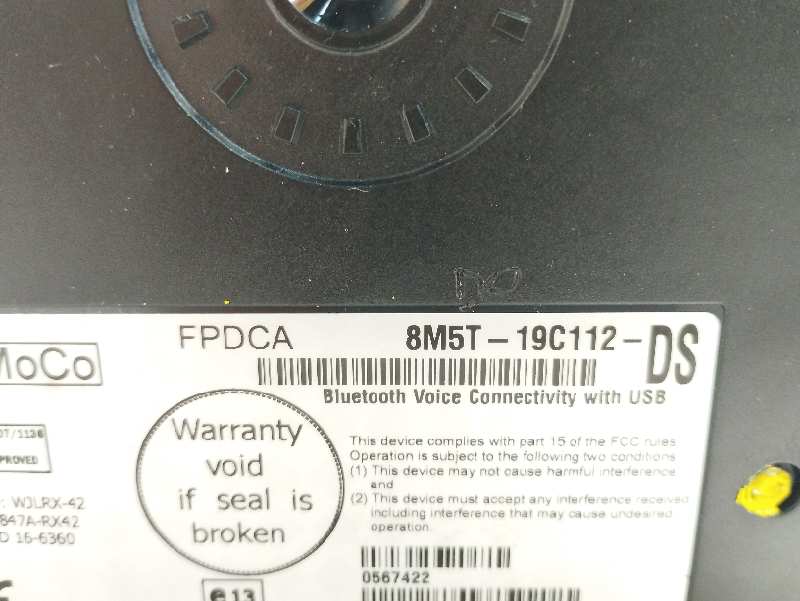 FPDCA 8M5T-19C112-DS
MoCo
Bluetooth Voice Connectivity with USB
Warranty
void
if seal is
broken
This device complies with part 15 of the FCC rules
Operation is subject to the following two conditions
(1) This device may not cause harmful interference
and
(2) This device must accept any interference received
including interference that may cause undesired
operation.
07/1136
PROVED
WJLRX-42
847A-RX42
D 16-6360
0567422
e13